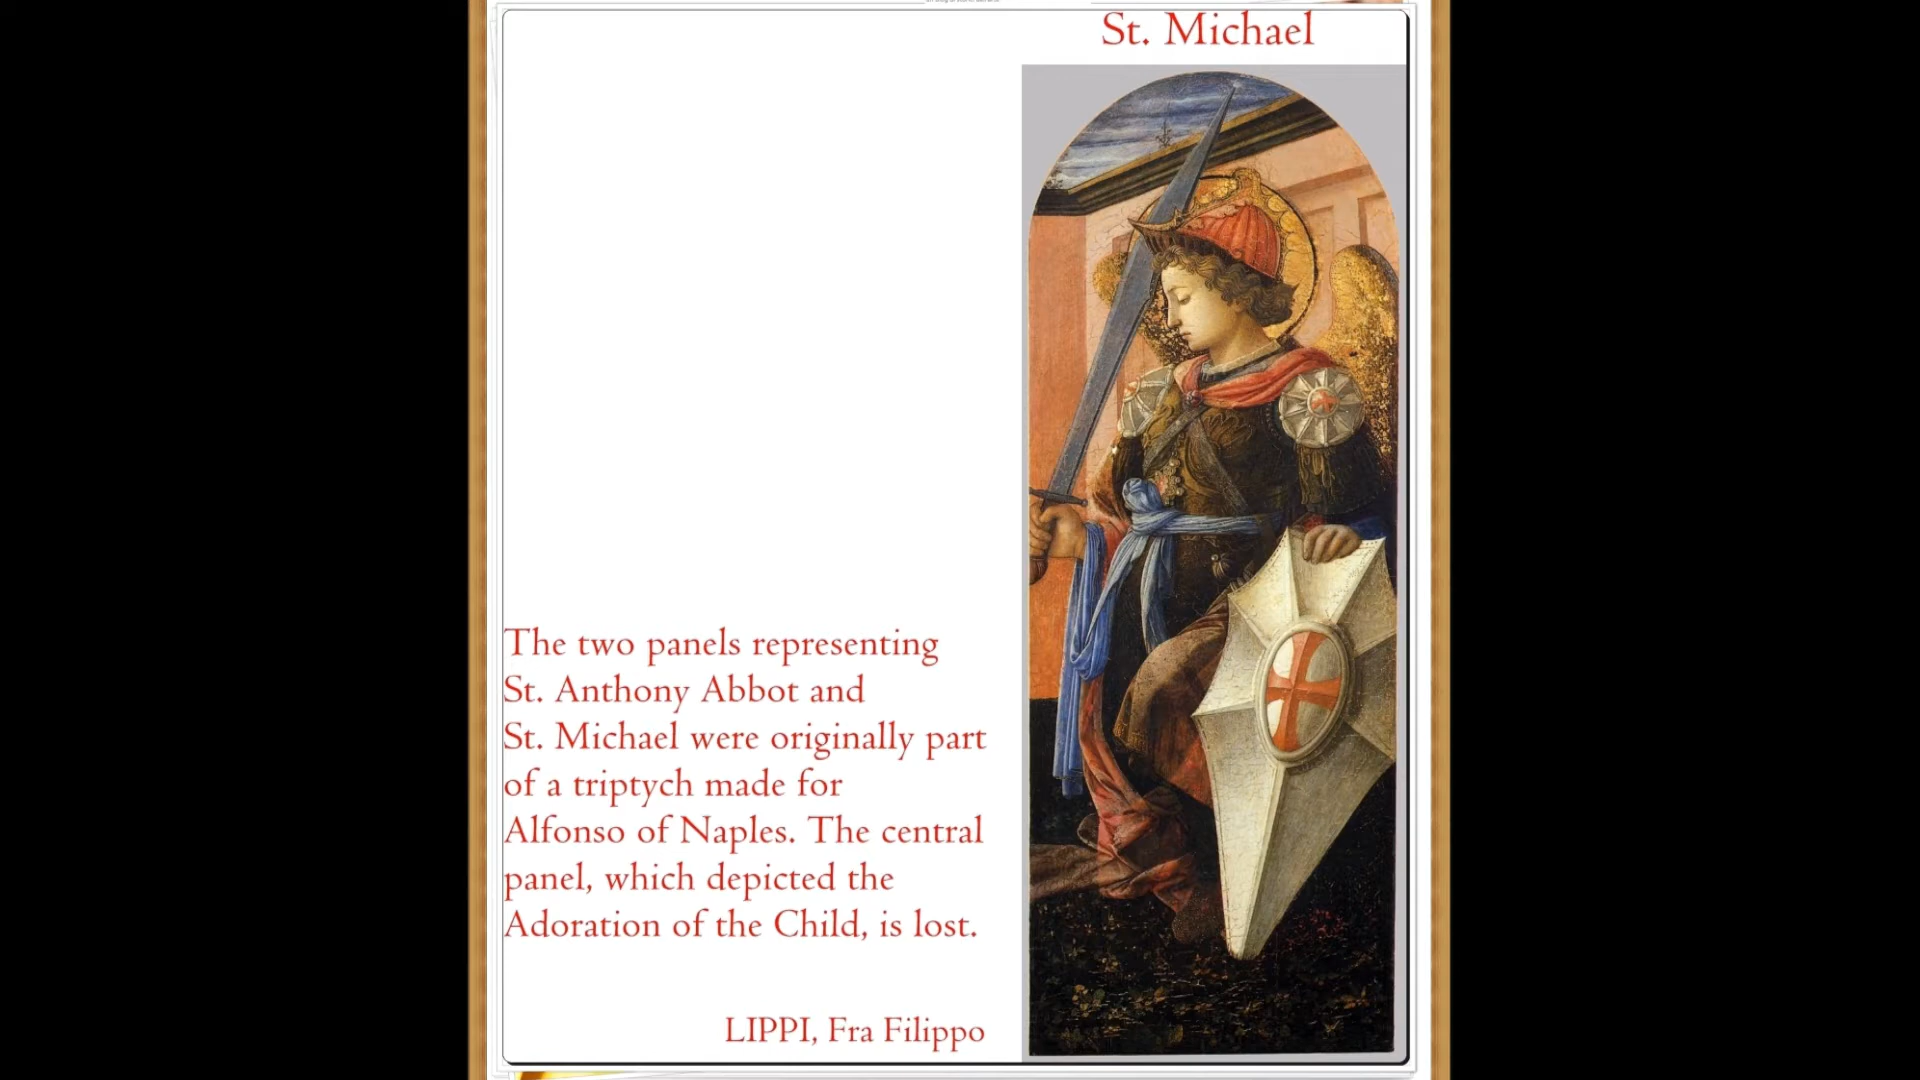 St. Michael
The two panels representing
St. Anthony Abbot and
St. Michael were originally part
of a triptych made for
Alfonso of Naples. The central
panel, which depicted the
Adoration of the Child, is lost.
LIPPI, Fra Filippo